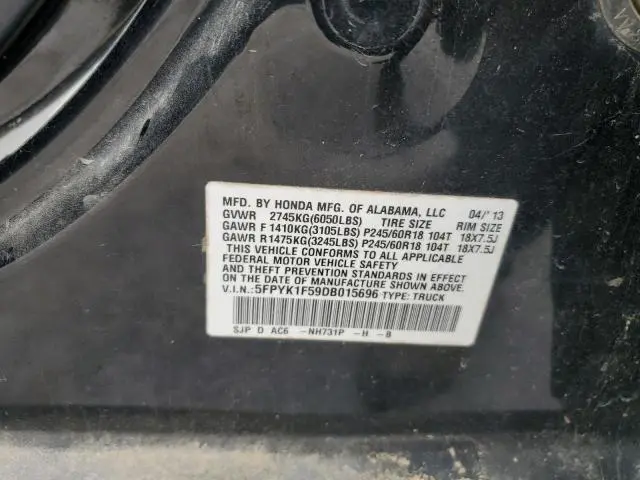 MFD. BY HONDA MFG. OF ALABAMA, LLC 04/'13
GVWR 2745KG(6050LBS) TIRE SIZE RIM SIZE
GAWR F 1410KG(3105LBS) P245/60R18 104T 18X7.5J
GAWR R1475KG(3245LBS) P245/60R18 104T 18X7.5J
THIS VEHICLE CONFORMS TO ALL APPLICABLE
FEDERAL MOTOR VEHICLE SAFETY
AND THEFT PREVENTION STANDARDS IN EFFECT
ON THE DATE OF MANUFACTURE SHOWN ABOVE.
V.I.N.:5FPYK1F59DB015696 TYPE: TRUCK
SJP D AC6 -NH731P -H -B